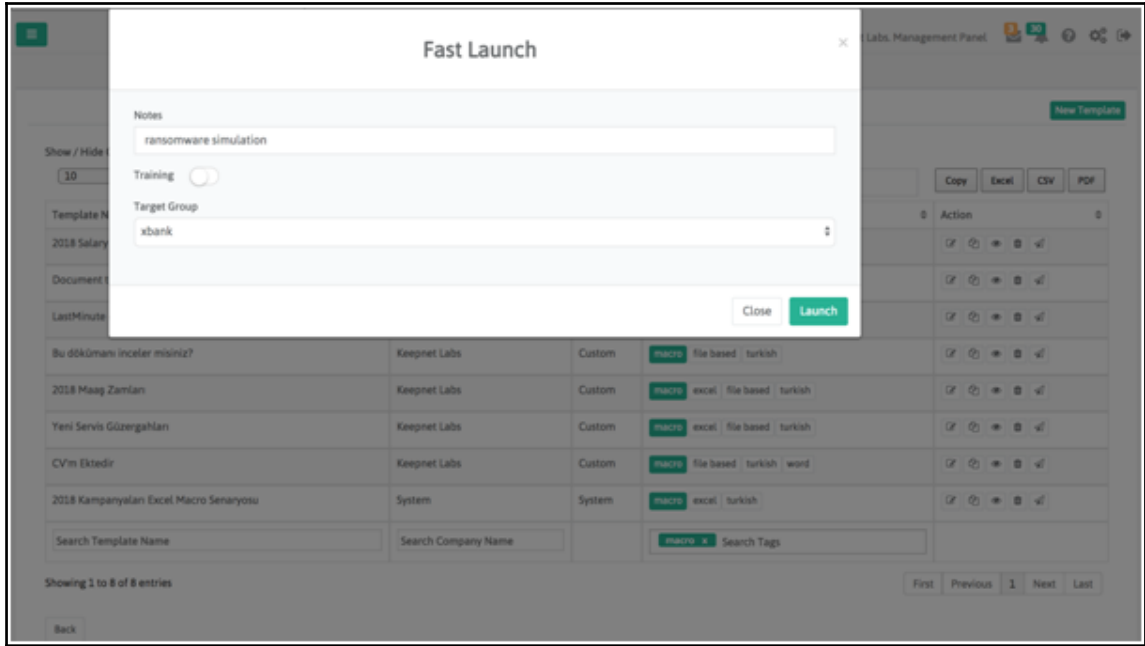 Fast Launch
×
t Labs. Management Panel
3
30
Notes
ransomware simulation
New Template
Show / Hide
10
Training
Copy Excel CSV PDF
Target Group
xbank
Template N
Action
2018 Salary
Document t
LastMinute
Close Launch
Bu dökümanı inceler misiniz? Keepnet Labs Custom macro file based turkish
2018 Maaş Zamları Keepnet Labs Custom macro excel file based turkish
Yeni Servis Güzergahları Keepnet Labs Custom macro excel file based turkish
CV'm Ektedir Keepnet Labs Custom macro file based turkish word
2018 Kampanyaları Excel Macro Senaryosu System System macro excel turkish
Search Template Name Search Company Name macro x Search Tags
Showing 1 to 8 of 8 entries First Previous 1 Next Last
Back